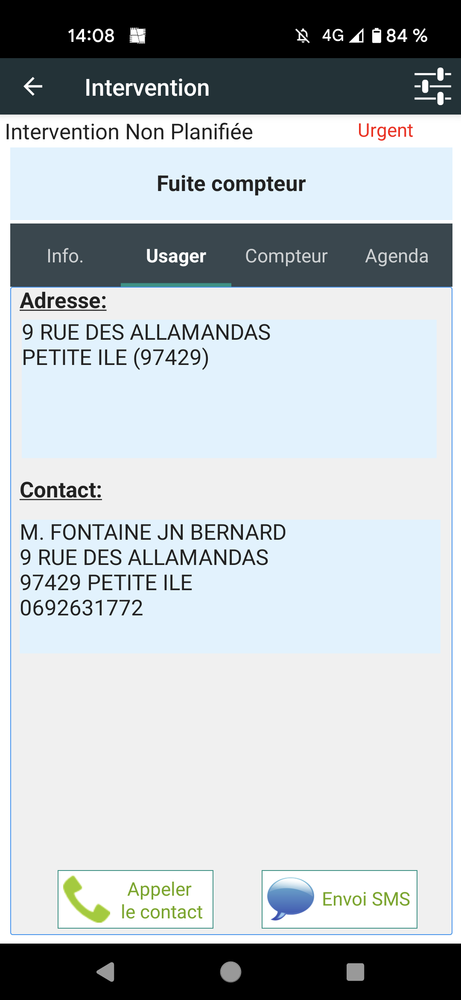 14:08 4G 84 %
Intervention
Intervention Non Planifiée Urgent
Fuite compteur
Info. Usager Compteur Agenda
Adresse:
9 RUE DES ALLAMANDAS
PETITE ILE (97429)
Contact:
M. FONTAINE JN BERNARD
9 RUE DES ALLAMANDAS
97429 PETITE ILE
0692631772
Appeler
le contact
Envoi SMS